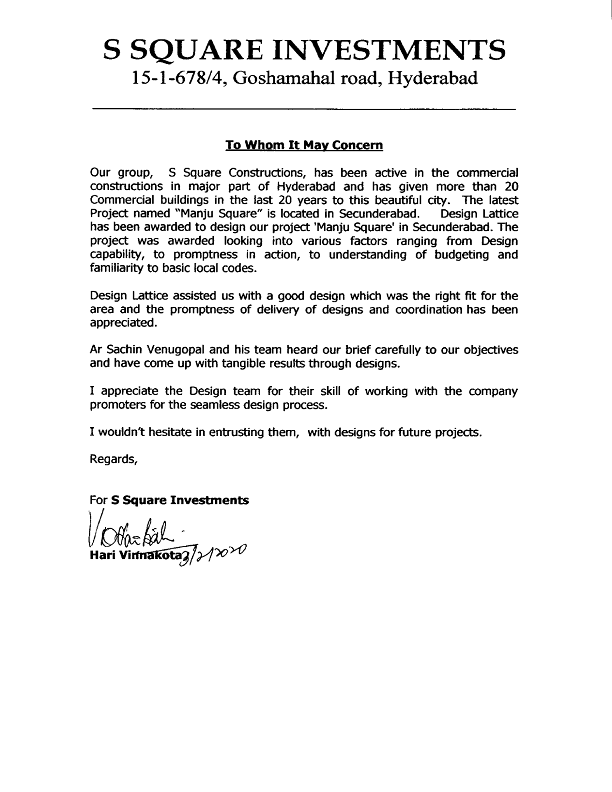 S SQUARE INVESTMENTS
15-1-678/4, Goshamahal road, Hyderabad
To Whom It May Concern
Our group, S Square Constructions, has been active in the commercial
constructions in major part of Hyderabad and has given more than 20
Commercial buildings in the last 20 years to this beautiful city. The latest
Project named "Manju Square" is located in Secunderabad. Design Lattice
has been awarded to design our project 'Manju Square' in Secunderabad. The
project was awarded looking into various factors ranging from Design
capability, to promptness in action, to understanding of budgeting and
familiarity to basic local codes.
Design Lattice assisted us with a good design which was the right fit for the
area and the promptness of delivery of designs and coordination has been
appreciated.
Ar Sachin Venugopal and his team heard our brief carefully to our objectives
and have come up with tangible results through designs.
I appreciate the Design team for their skill of working with the company
promoters for the seamless design process.
I wouldn't hesitate in entrusting them, with designs for future projects.
Regards,
For S Square Investments
Hari Vinnakota 3/2/2020